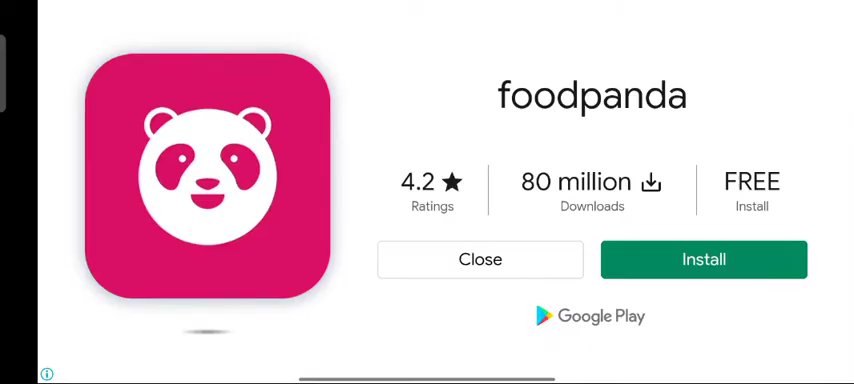 foodpanda
4.2 ★ 80 million FREE
Ratings Downloads Install
Close Install
Google Play